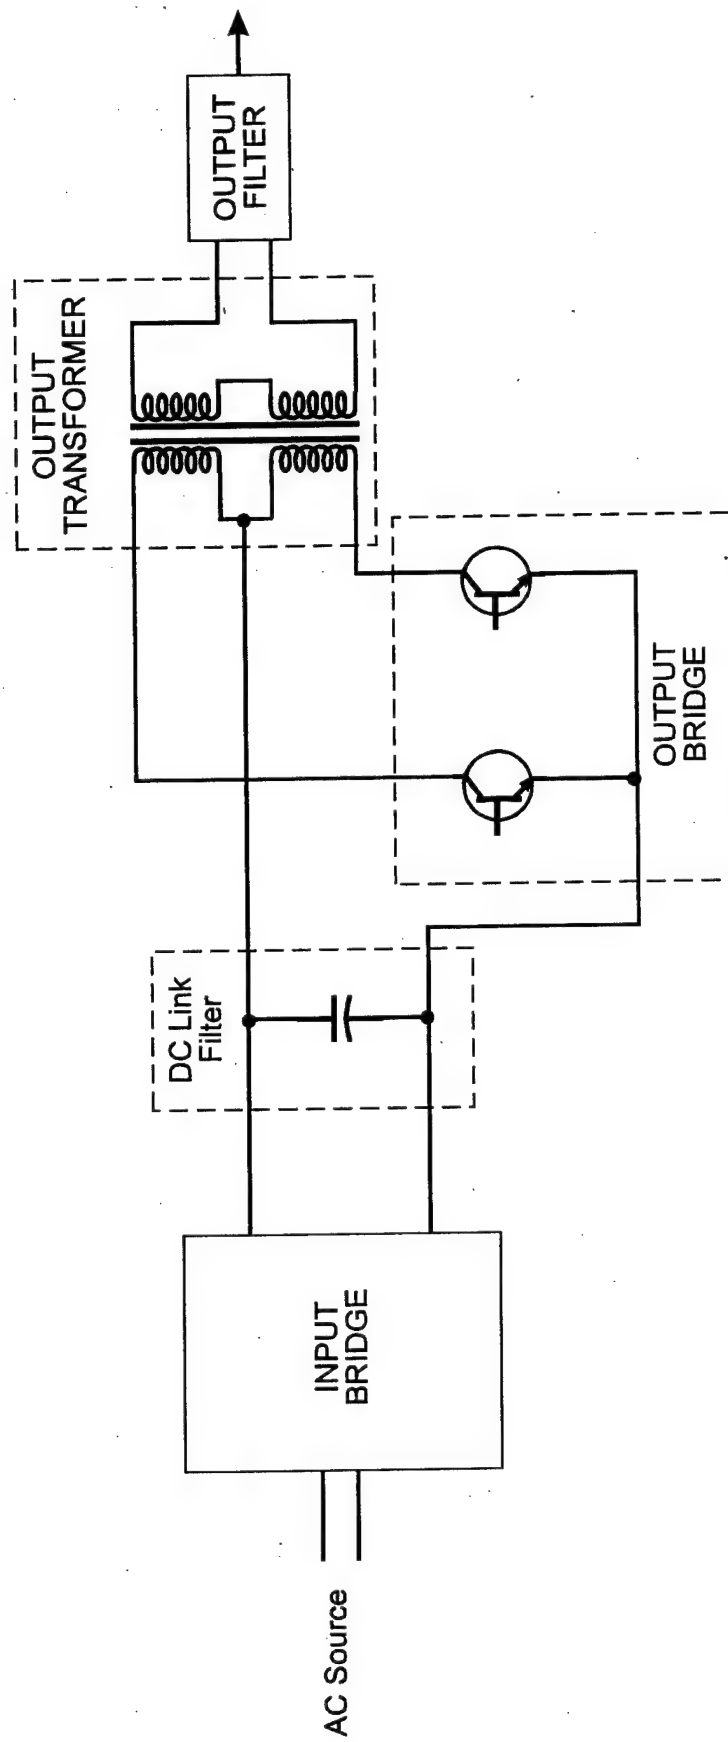 AC Source
INPUT
BRIDGE
DC Link
Filter
OUTPUT
BRIDGE
OUTPUT
TRANSFORMER
OUTPUT
FILTER